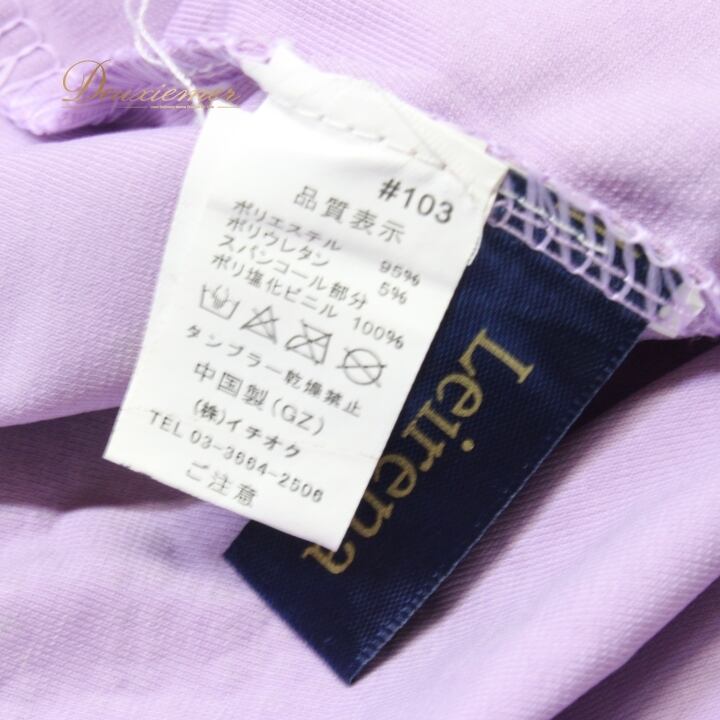 Deuxiemer
#103
品質表示
ポリエステル 95%
ポリウレタン 5%
スパンコール部分
ポリ塩化ビニル 100%
タンブラー乾燥禁止
中国製(GZ)
(株)イチオク
TEL 03-3664-2506
ご注意
Leirena